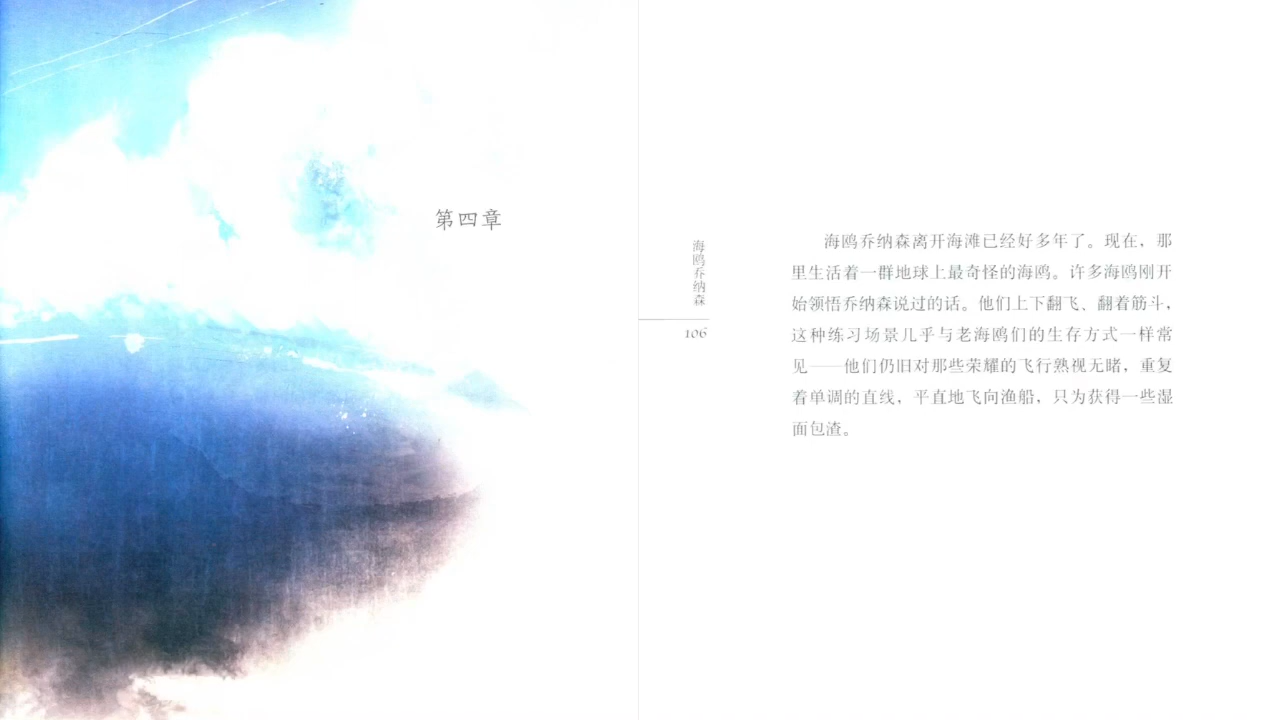 第四章
海鸥乔纳森
106
海鸥乔纳森离开海滩已经好多年了。现在，那
里生活着一群地球上最奇怪的海鸥。许多海鸥刚开
始领悟乔纳森说过的话。他们上下翻飞、翻着筋斗，
这种练习场景几乎与老海鸥们的生存方式一样常
见——他们仍旧对那些荣耀的飞行熟视无睹，重复
着单调的直线，平直地飞向渔船，只为获得一些湿
面包渣。